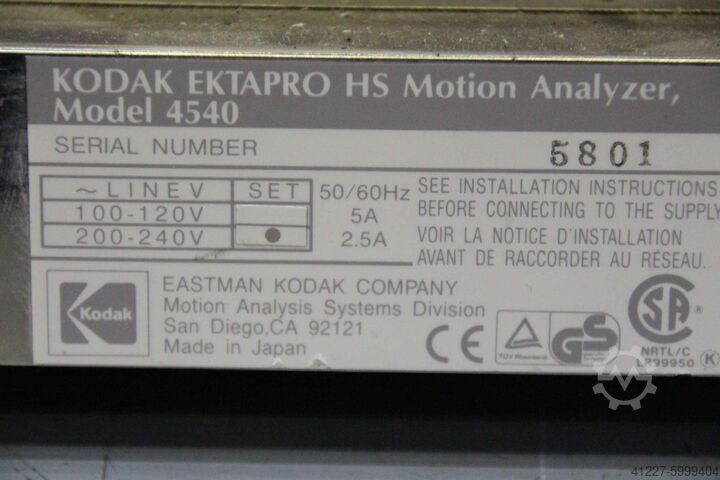 KODAK EKTAPRO HS Motion Analyzer,
Model 4540
SERIAL NUMBER 5801
~LINEV SET 50/60Hz
100-120V 5A
200-240V ● 2.5A
SEE INSTALLATION INSTRUCTIONS
BEFORE CONNECTING TO THE SUPPLY
VOIR LA NOTICE D'INSTALLATION
AVANT DE RACCORDER AU RÉSEAU.
Kodak
EASTMAN KODAK COMPANY
Motion Analysis Systems Division
San Diego, CA 92121
Made in Japan
CE
TÜV Rheinland
GS
SA ®
NRTL/C
LR99950
K
41227-5999404